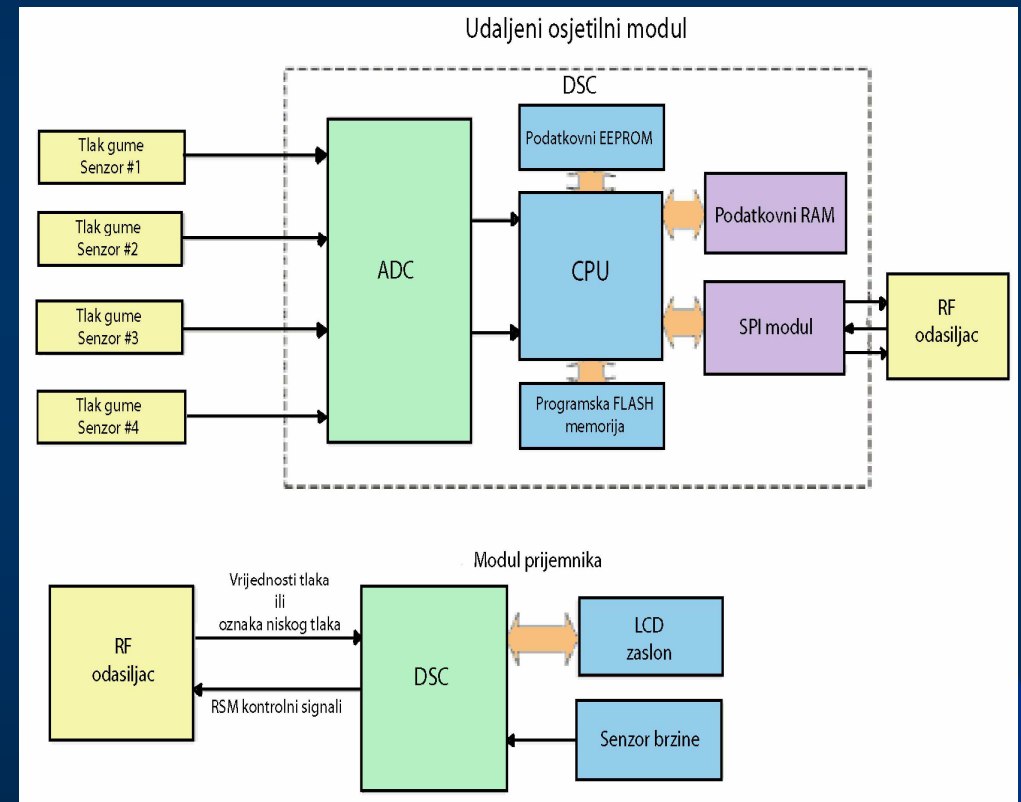 Udaljeni osjetilni modul
DSC
Tlak gume
Senzor #1
Tlak gume
Senzor #2
Tlak gume
Senzor #3
Tlak gume
Senzor #4
ADC
Podatkovni EEPROM
CPU
Programska FLASH
memorija
Podatkovni RAM
SPI modul
RF
odasiljac
Modul prijemnika
RF
odasiljac
Vrijednosti tlaka
ili
oznaka niskog tlaka
RSM kontrolni signali
DSC
LCD
zaslon
Senzor brzine